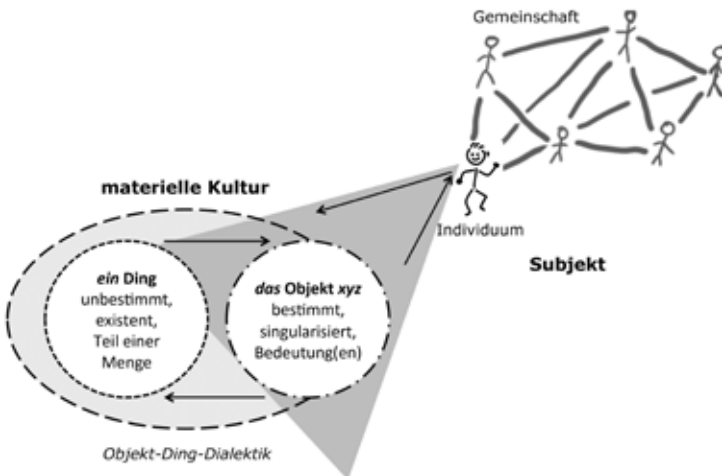 Gemeinschaft
materielle Kultur
Individuum
Subjekt
ein Ding
unbestimmt,
existent,
Teil einer
Menge
das Objekt xyz
bestimmt,
singularisiert,
Bedeutung(en)
Objekt-Ding-Dialektik